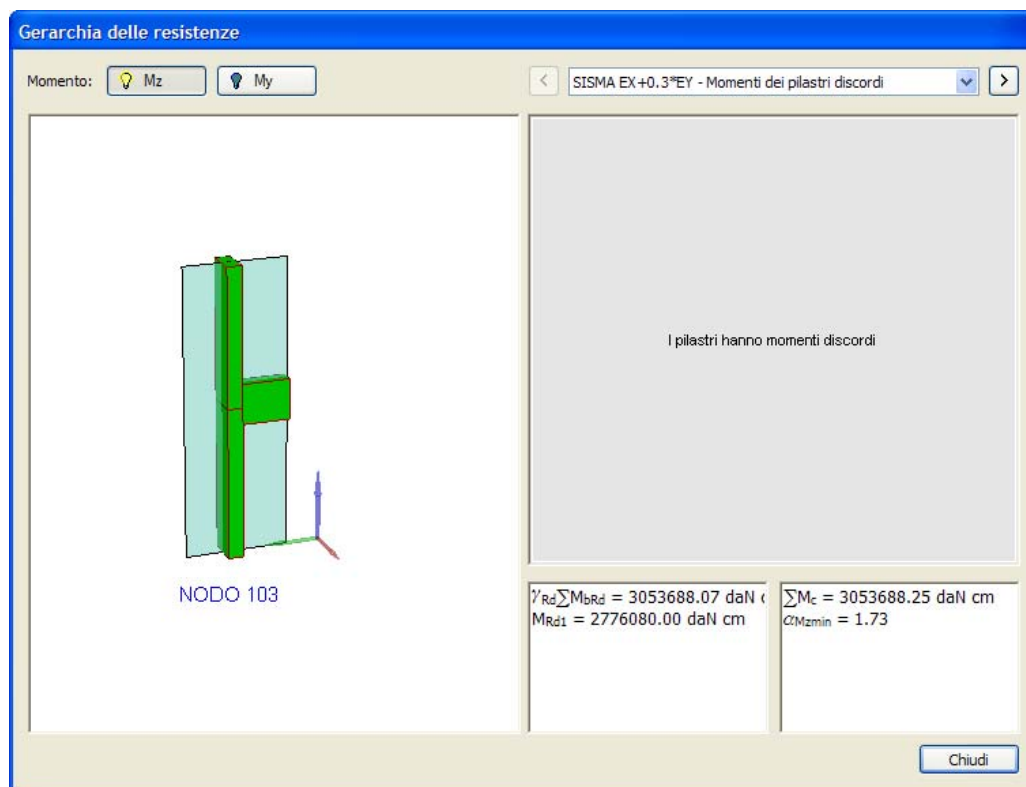 Gerarchia delle resistenze
Momento: Mz My
< SISMA EX+0.3*EY - Momenti dei pilastri discordi >
I pilastri hanno momenti discordi
NODO 103
γRd∑MbRd = 3053688.07 daN c
MRd1 = 2776080.00 daN cm
∑Mc = 3053688.25 daN cm
αMzmin = 1.73
Chiudi